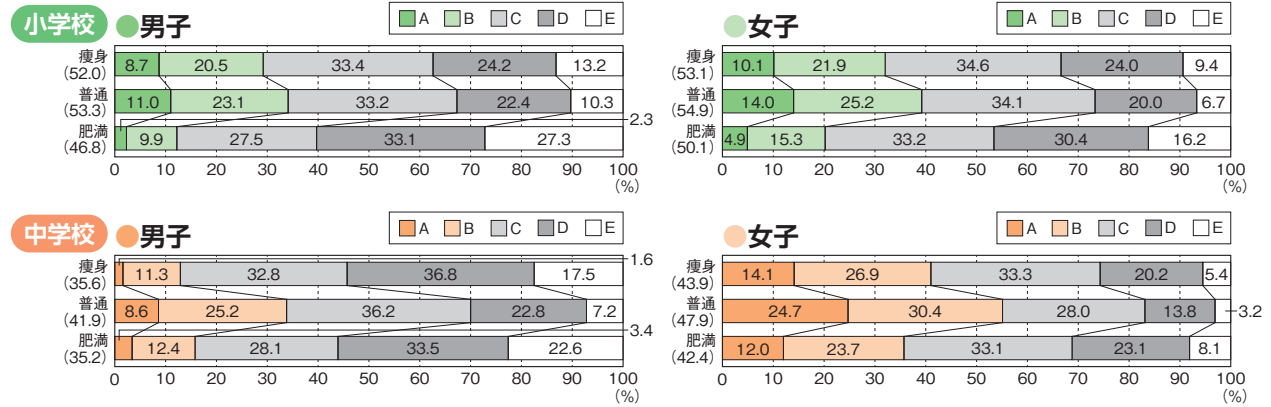 小学校 男子
A B C D E
痩身
(52.0)
8.7 20.5 33.4 24.2 13.2
普通
(53.3)
11.0 23.1 33.2 22.4 10.3
2.3
肥満
(46.8)
9.9 27.5 33.1 27.3
0 10 20 30 40 50 60 70 80 90 100
(%)
女子
A B C D E
痩身
(53.1)
10.1 21.9 34.6 24.0 9.4
普通
(54.9)
14.0 25.2 34.1 20.0 6.7
肥満
(50.1)
4.9 15.3 33.2 30.4 16.2
0 10 20 30 40 50 60 70 80 90 100
(%)
中学校 男子
A B C D E
1.6
痩身
(35.6)
11.3 32.8 36.8 17.5
普通
(41.9)
8.6 25.2 36.2 22.8 7.2
3.4
肥満
(35.2)
12.4 28.1 33.5 22.6
0 10 20 30 40 50 60 70 80 90 100
(%)
女子
A B C D E
痩身
(43.9)
14.1 26.9 33.3 20.2 5.4
普通
(47.9)
24.7 30.4 28.0 13.8 3.2
肥満
(42.4)
12.0 23.7 33.1 23.1 8.1
0 10 20 30 40 50 60 70 80 90 100
(%)